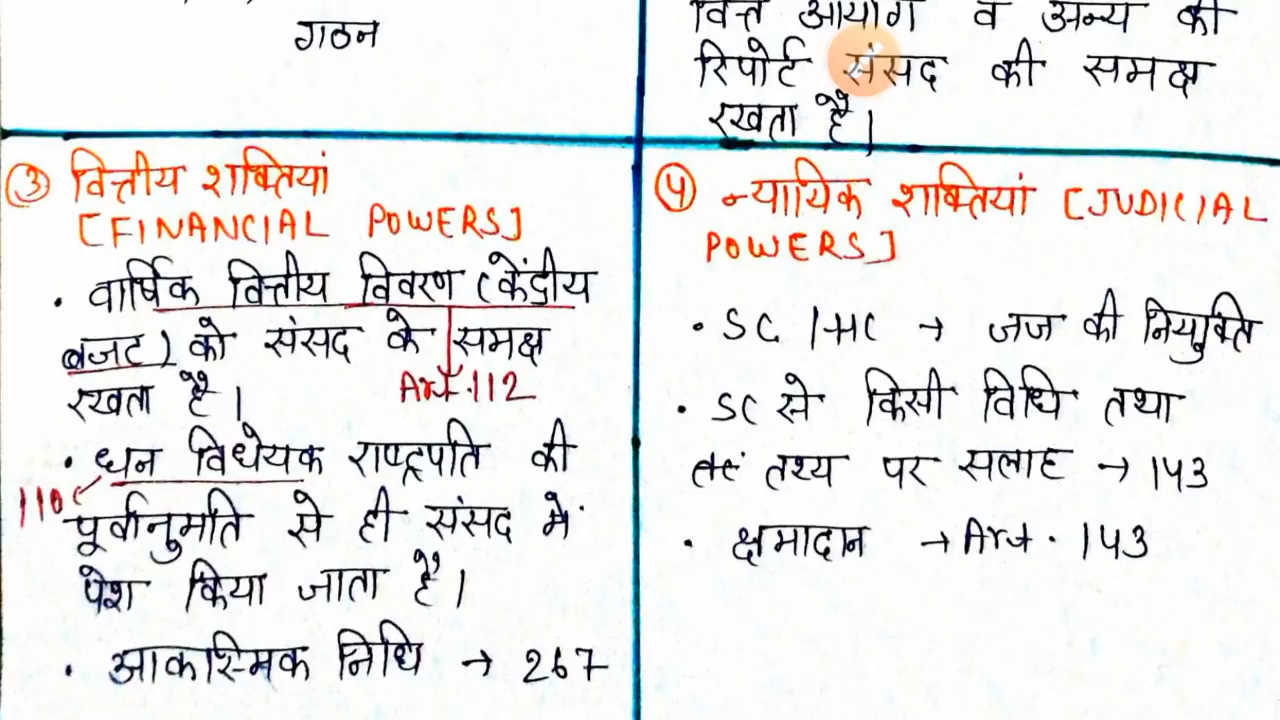 गठन
वित्त आयोग व अन्य की
रिपोर्ट संसद की समक्ष
रखता है।
③ वित्तीय शक्तियां
[FINANCIAL POWERS]
• वार्षिक वित्तीय विवरण (केंद्रीय
बजट) को संसद के समक्ष
रखता है।
Art. 112
• धन विधेयक राष्ट्रपति की
110
पूर्वानुमति से ही संसद में
पेश किया जाता है।
• आकस्मिक निधि → 267
④ न्यायिक शक्तियां [JUDICIAL
POWERS]
• SC / HC → जज की नियुक्ति
• SC से किसी विधि तथा
तथ्य पर सलाह → 143
• क्षमादान → Art. 143